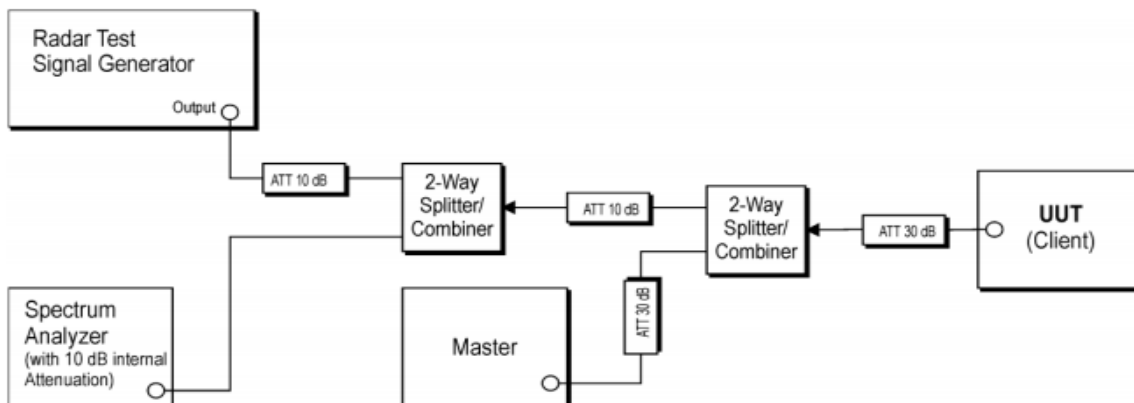 Radar Test
Signal Generator
Output
ATT 10 dB
2-Way
Splitter/
Combiner
ATT 10 dB
2-Way
Splitter/
Combiner
ATT 30 dB
UUT
(Client)
ATT 30 dB
Spectrum
Analyzer
(with 10 dB internal
Attenuation)
Master